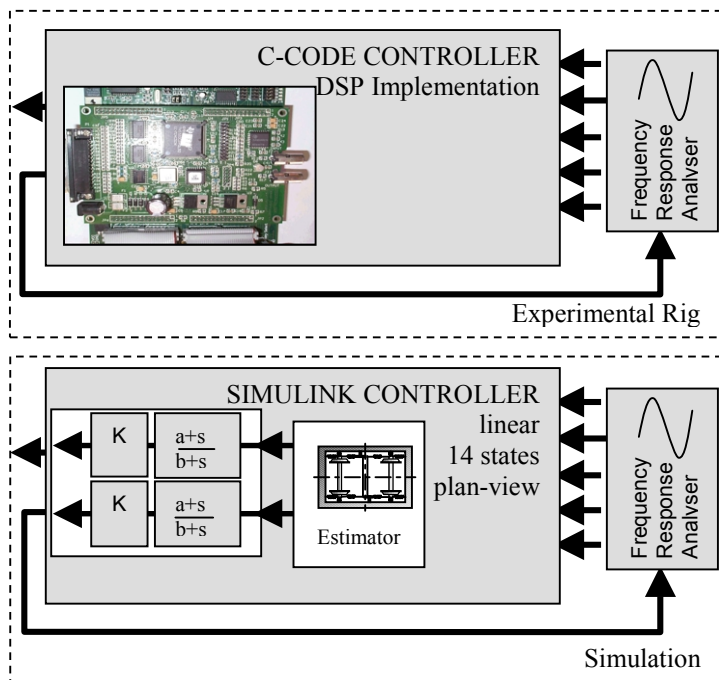 C-CODE CONTROLLER
DSP Implementation
Frequency
Response
Analyser
Experimental Rig
SIMULINK CONTROLLER
linear
14 states
plan-view
K
a+s
b+s
K
a+s
b+s
Estimator
Frequency
Response
Analyser
Simulation